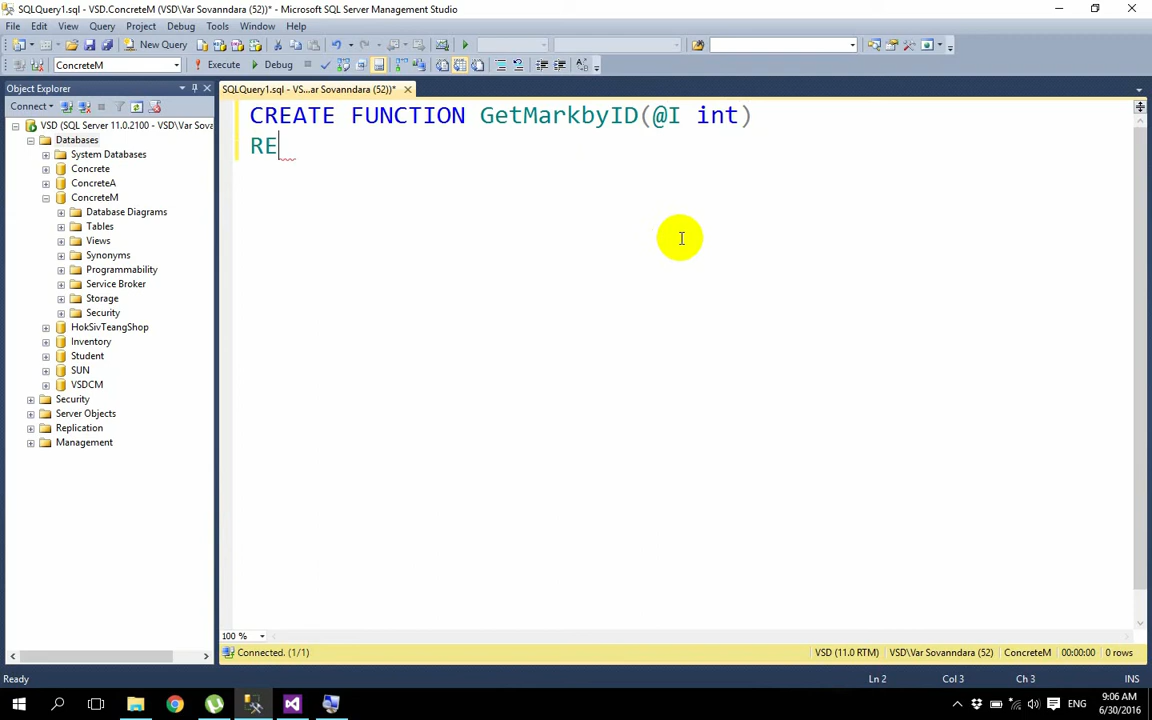 SQLQuery1.sql - VSD.ConcreteM (VSD\Var Sovanndara (52))* - Microsoft SQL Server Management Studio
File Edit View Query Project Debug Tools Window Help
New Query
ConcreteM Execute Debug
Object Explorer
SQLQuery1.sql - VS...ar Sovanndara (52))*
Connect
VSD (SQL Server 11.0.2100 - VSD\Var Sova
Databases
System Databases
Concrete
ConcreteA
ConcreteM
Database Diagrams
Tables
Views
Synonyms
Programmability
Service Broker
Storage
Security
HokSivTeangShop
Inventory
Student
SUN
VSDCM
Security
Server Objects
Replication
Management
CREATE FUNCTION GetMarkbyID(@I int)
RE
100 %
Connected. (1/1) VSD (11.0 RTM) VSD\Var Sovanndara (52) ConcreteM 00:00:00 0 rows
Ready Ln 2 Col 3 Ch 3 INS
ENG 9:06 AM
6/30/2016